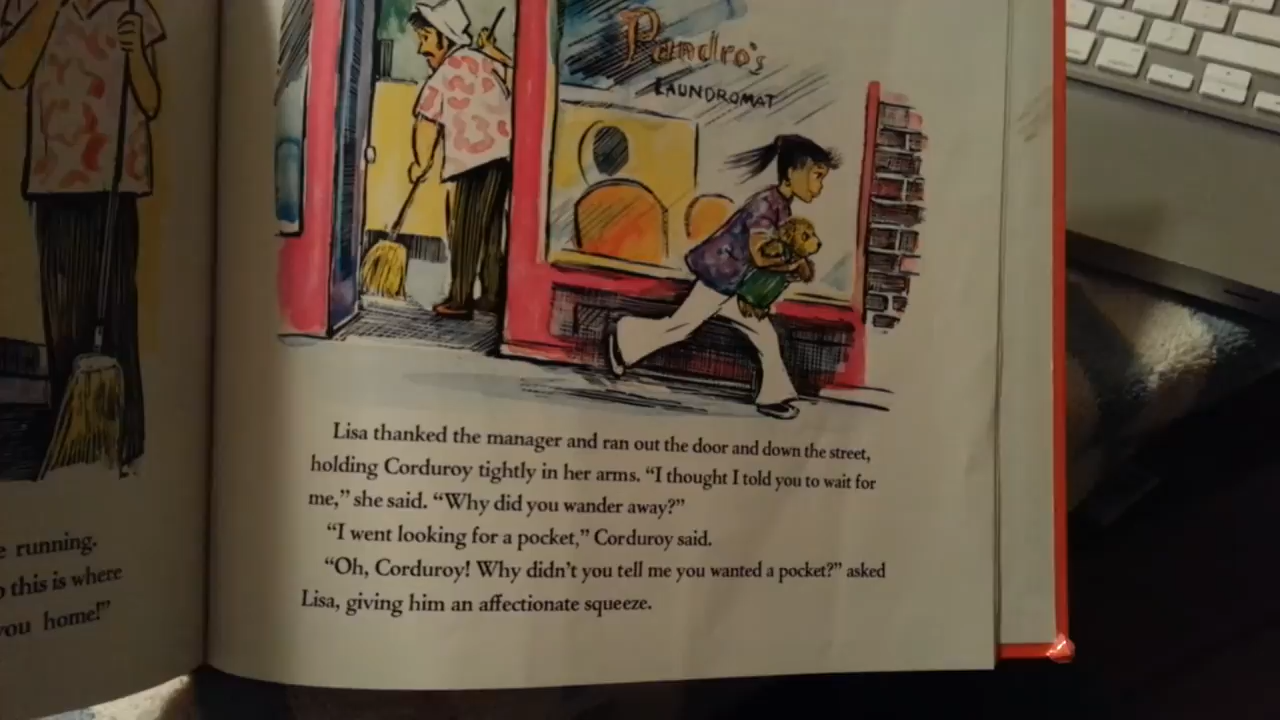 Pandro's
LAUNDROMAT
running.
this is where
you home!"
Lisa thanked the manager and ran out the door and down the street,
holding Corduroy tightly in her arms. "I thought I told you to wait for
me," she said. "Why did you wander away?"
"I went looking for a pocket," Corduroy said.
"Oh, Corduroy! Why didn't you tell me you wanted a pocket?" asked
Lisa, giving him an affectionate squeeze.